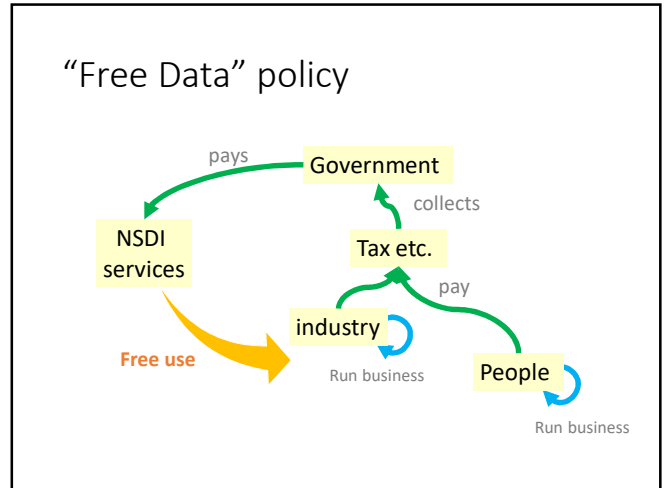 “Free Data” policy
pays
Government
collects
NSDI
services
Tax etc.
pay
industry
Free use
Run business
People
Run business